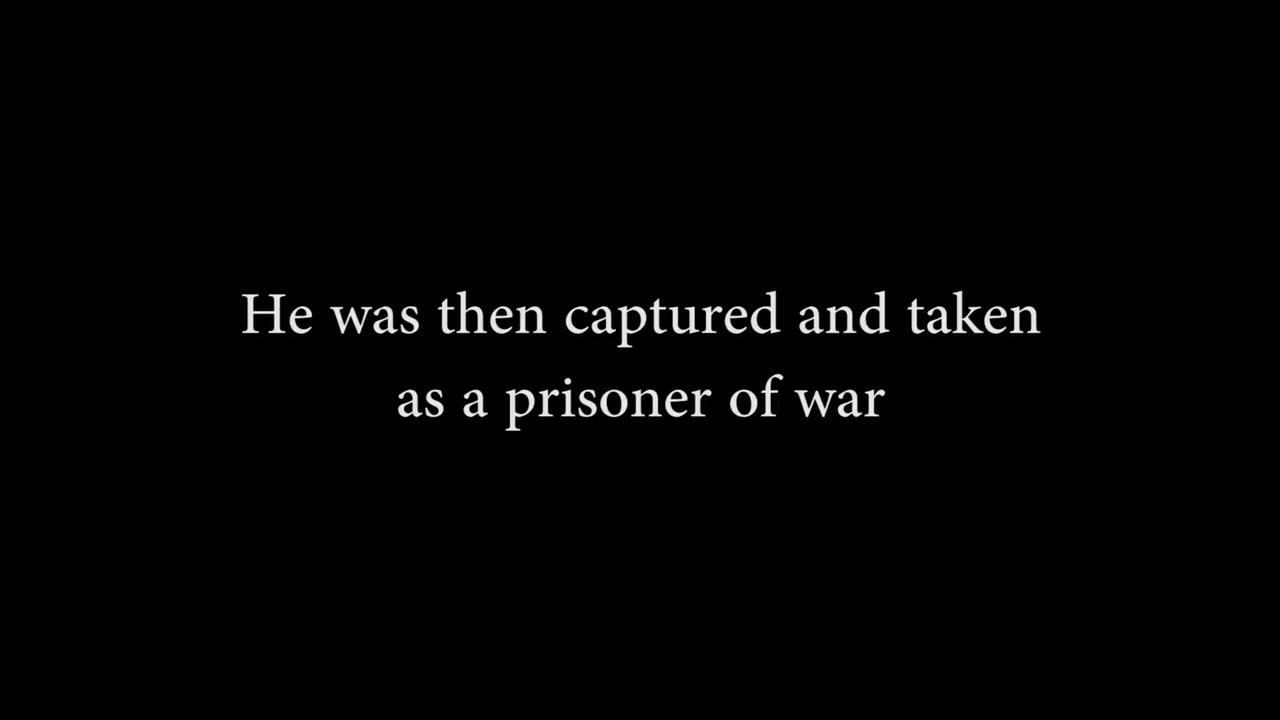 He was then captured and taken
as a prisoner of war